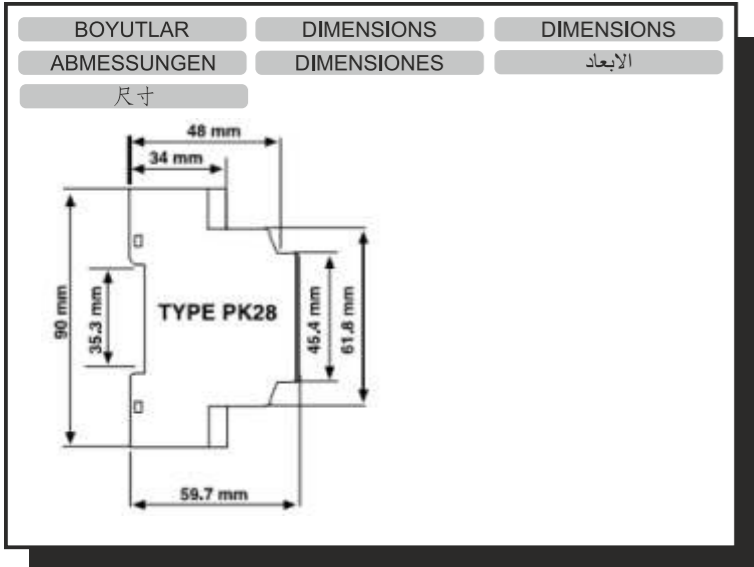 BOYUTLAR DIMENSIONS DIMENSIONS
ABMESSUNGEN DIMENSIONES الابعاد
尺寸
48 mm
34 mm
90 mm
35.3 mm
TYPE PK28
45.4 mm
61.8 mm
59.7 mm